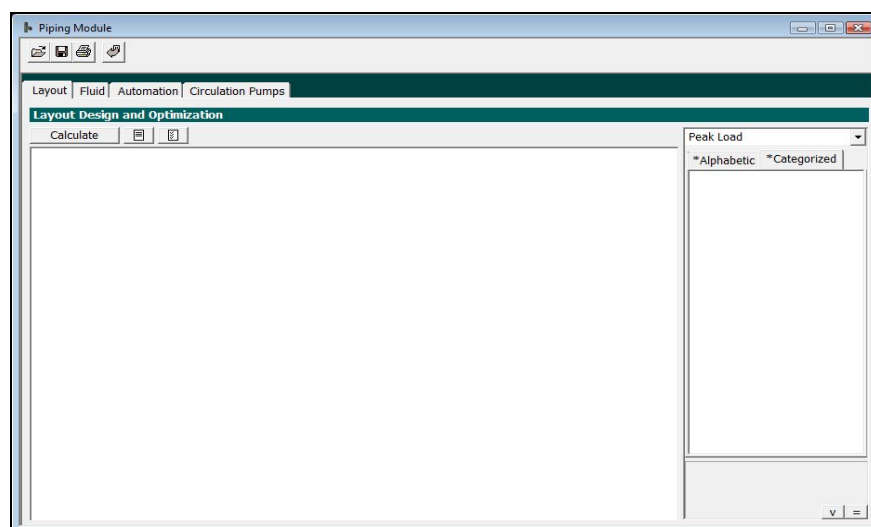 Piping Module
Layout Fluid Automation Circulation Pumps
Layout Design and Optimization
Calculate
Peak Load
*Alphabetic *Categorized
v =